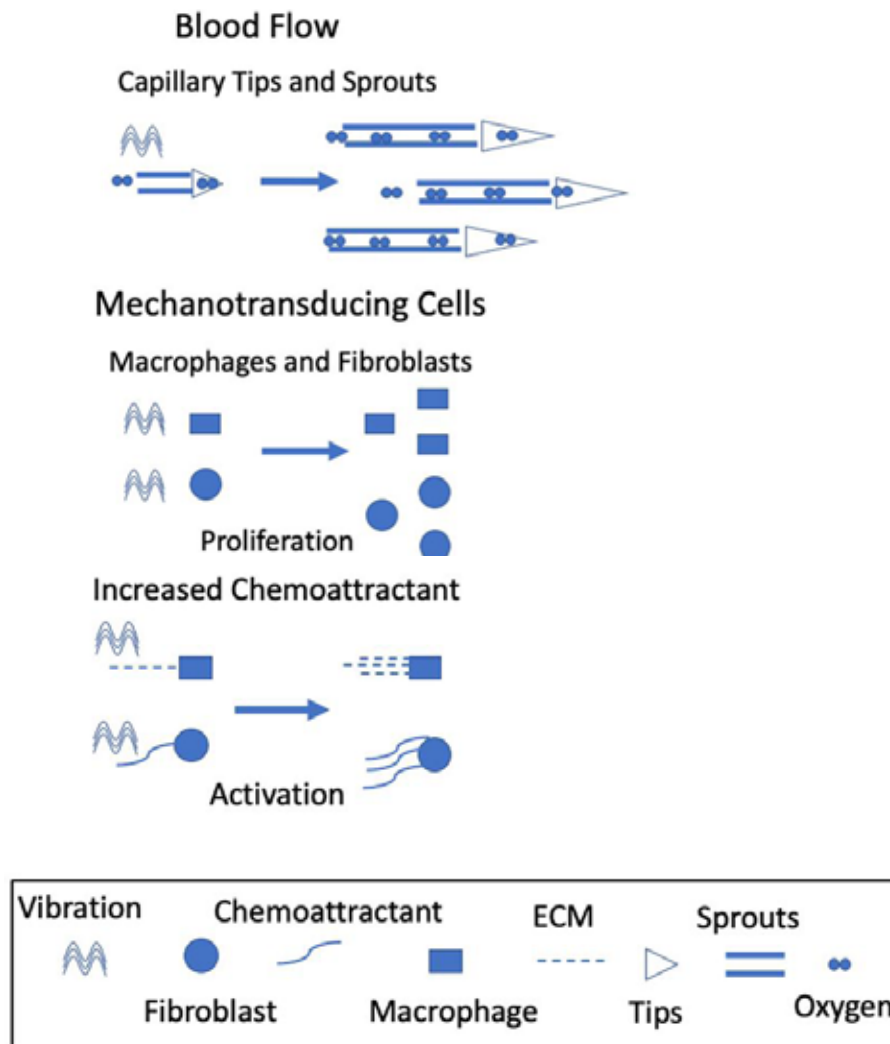 Blood Flow
Capillary Tips and Sprouts
Mechanotransducing Cells
Macrophages and Fibroblasts
Proliferation
Increased Chemoattractant
Activation
Vibration Chemoattractant ECM Sprouts
Fibroblast Macrophage Tips Oxygen